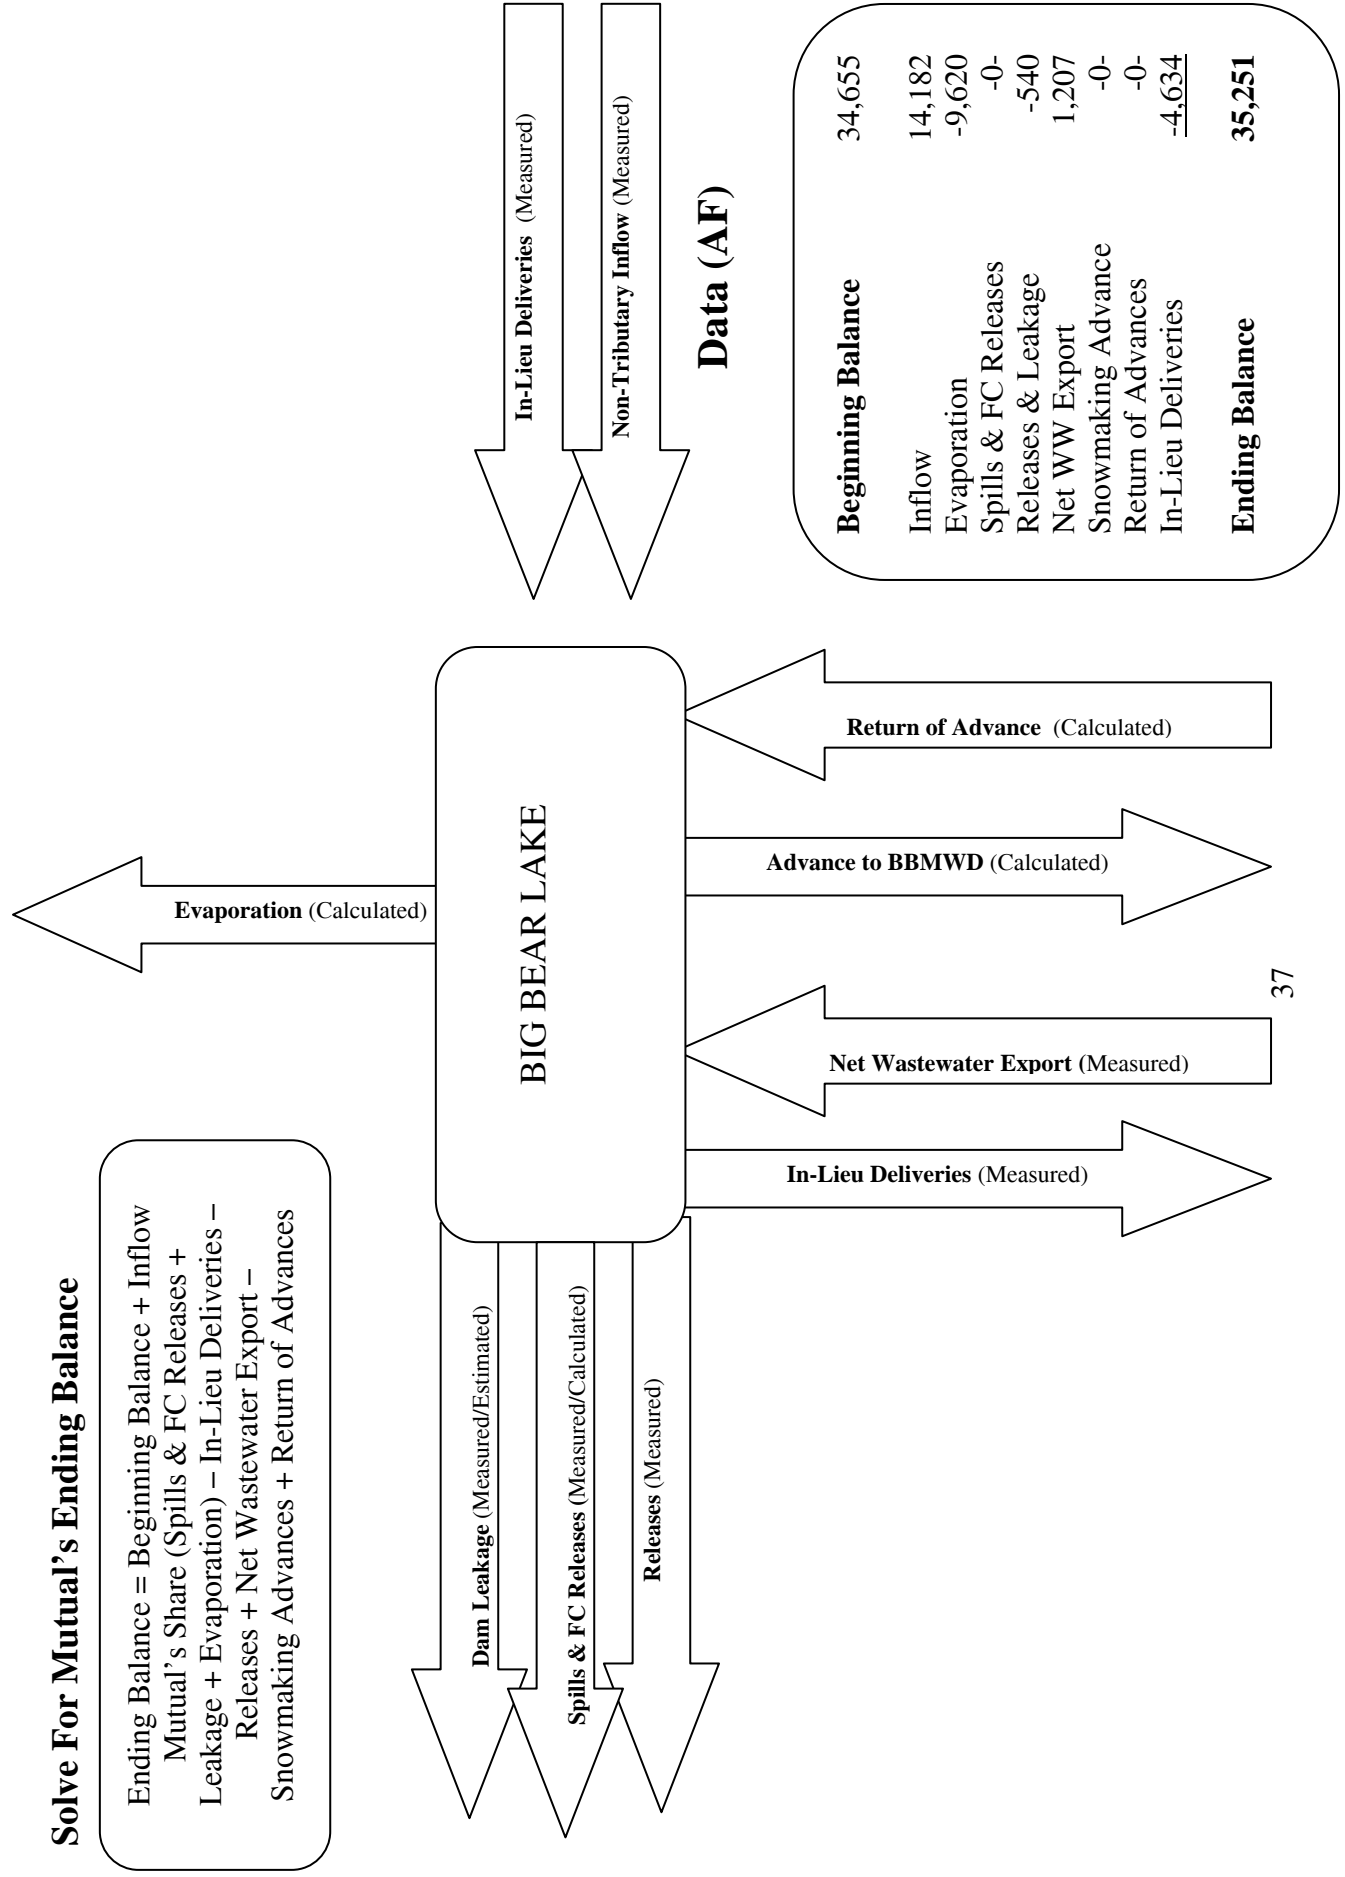 Solve For Mutual’s Ending Balance
Ending Balance = Beginning Balance + Inflow
Mutual’s Share (Spills & FC Releases +
Leakage + Evaporation) – In-Lieu Deliveries –
Releases + Net Wastewater Export –
Snowmaking Advances + Return of Advances
Evaporation (Calculated)
Dam Leakage (Measured/Estimated)
Spills & FC Releases (Measured/Calculated)
Releases (Measured)
BIG BEAR LAKE
In-Lieu Deliveries (Measured)
Non-Tributary Inflow (Measured)
In-Lieu Deliveries (Measured)
Net Wastewater Export (Measured)
Advance to BBMWD (Calculated)
Return of Advance (Calculated)
Data (AF)
Beginning Balance 34,655
Inflow 14,182
Evaporation -9,620
Spills & FC Releases -0-
Releases & Leakage -540
Net WW Export 1,207
Snowmaking Advance -0-
Return of Advances -0-
In-Lieu Deliveries -4,634
Ending Balance 35,251
37